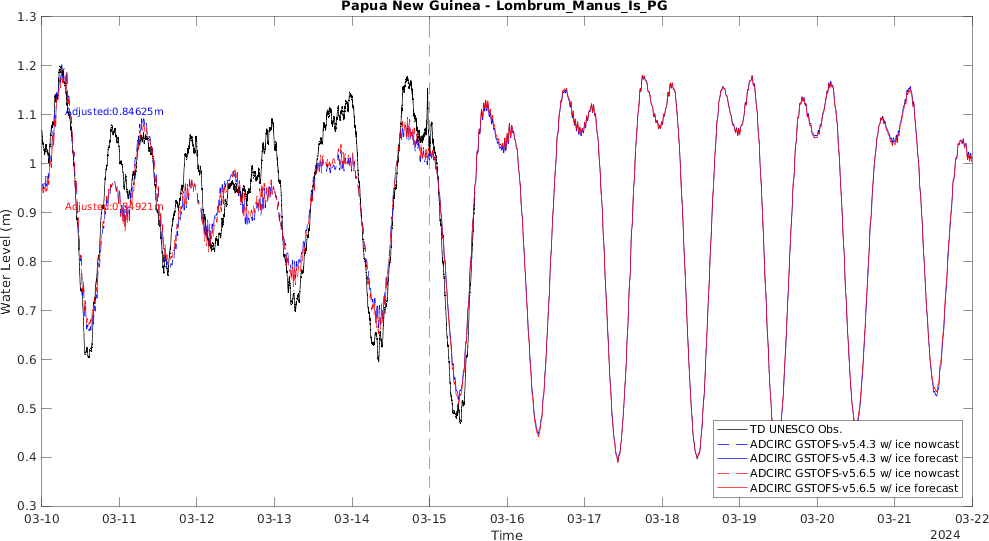 Papua New Guinea - Lombrum_Manus_Is_PG
1.3
1.2
1.1
1
0.9
0.8
0.7
0.6
0.5
0.4
0.3
Water Level (m)
Adjusted:0.84625m
Adjusted:0.84921m
TD UNESCO Obs.
ADCIRC GSTOFS-v5.4.3 w/ ice nowcast
ADCIRC GSTOFS-v5.4.3 w/ ice forecast
ADCIRC GSTOFS-v5.6.5 w/ ice nowcast
ADCIRC GSTOFS-v5.6.5 w/ ice forecast
03-10 03-11 03-12 03-13 03-14 03-15 03-16 03-17 03-18 03-19 03-20 03-21 03-22
Time
2024